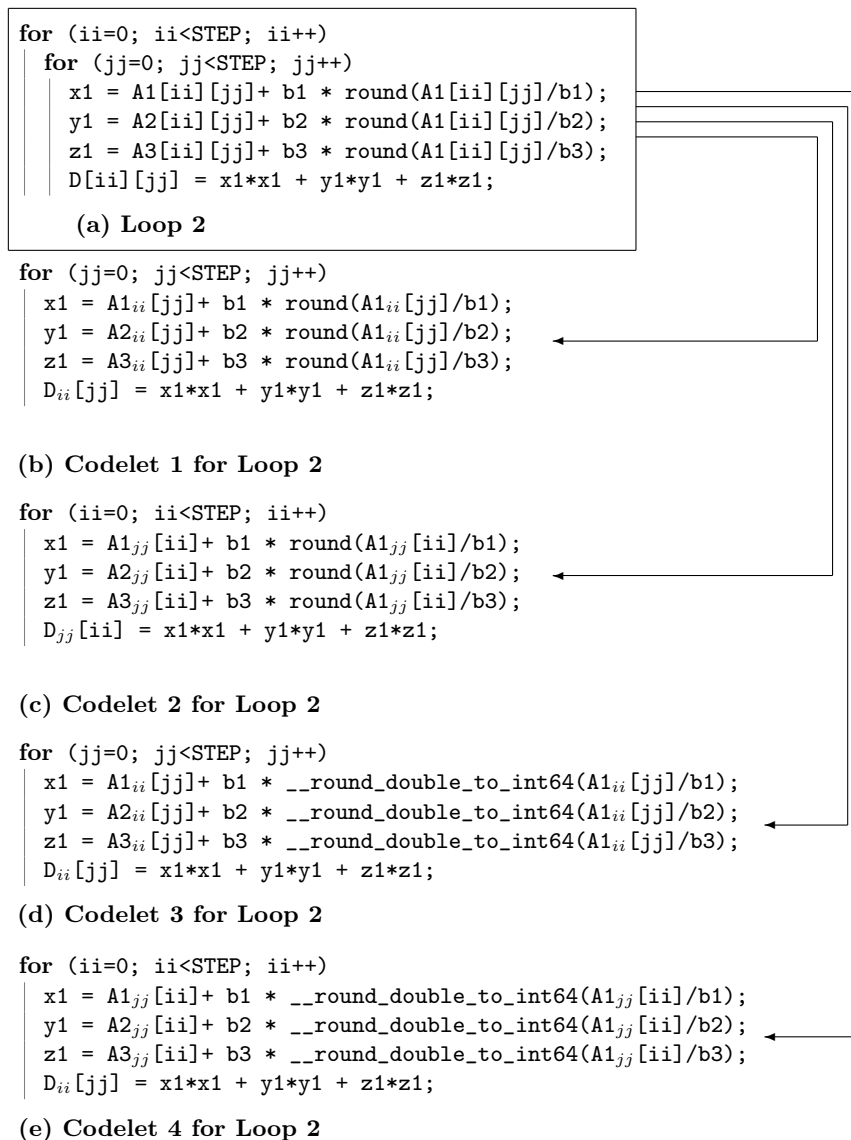 for (ii=0; ii<STEP; ii++)
for (jj=0; jj<STEP; jj++)
x1 = A1[ii][jj]+ b1 * round(A1[ii][jj]/b1);
y1 = A2[ii][jj]+ b2 * round(A1[ii][jj]/b2);
z1 = A3[ii][jj]+ b3 * round(A1[ii][jj]/b3);
D[ii][jj] = x1*x1 + y1*y1 + z1*z1;
(a) Loop 2
for (jj=0; jj<STEP; jj++)
x1 = A1ii[jj]+ b1 * round(A1ii[jj]/b1);
y1 = A2ii[jj]+ b2 * round(A1ii[jj]/b2);
z1 = A3ii[jj]+ b3 * round(A1ii[jj]/b3);
Dii[jj] = x1*x1 + y1*y1 + z1*z1;
(b) Codelet 1 for Loop 2
for (ii=0; ii<STEP; ii++)
x1 = A1jj[ii]+ b1 * round(A1jj[ii]/b1);
y1 = A2jj[ii]+ b2 * round(A1jj[ii]/b2);
z1 = A3jj[ii]+ b3 * round(A1jj[ii]/b3);
Djj[ii] = x1*x1 + y1*y1 + z1*z1;
(c) Codelet 2 for Loop 2
for (jj=0; jj<STEP; jj++)
x1 = A1ii[jj]+ b1 * __round_double_to_int64(A1ii[jj]/b1);
y1 = A2ii[jj]+ b2 * __round_double_to_int64(A1ii[jj]/b2);
z1 = A3ii[jj]+ b3 * __round_double_to_int64(A1ii[jj]/b3);
Dii[jj] = x1*x1 + y1*y1 + z1*z1;
(d) Codelet 3 for Loop 2
for (ii=0; ii<STEP; ii++)
x1 = A1jj[ii]+ b1 * __round_double_to_int64(A1jj[ii]/b1);
y1 = A2jj[ii]+ b2 * __round_double_to_int64(A1jj[ii]/b2);
z1 = A3jj[ii]+ b3 * __round_double_to_int64(A1jj[ii]/b3);
Dii[jj] = x1*x1 + y1*y1 + z1*z1;
(e) Codelet 4 for Loop 2